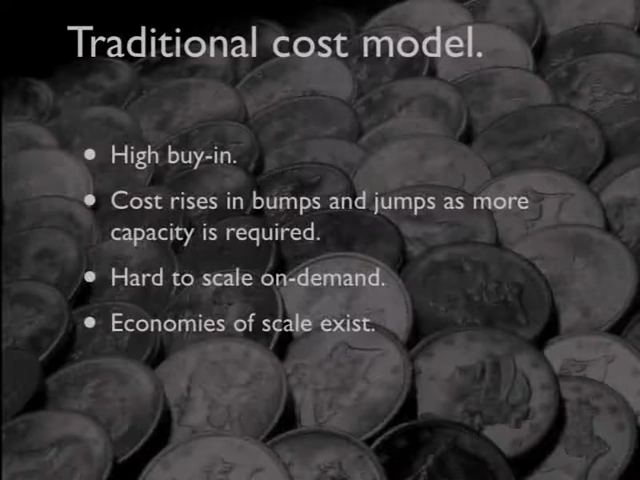 Traditional cost model.
• High buy-in.
• Cost rises in bumps and jumps as more
capacity is required.
• Hard to scale on-demand.
• Economies of scale exist.